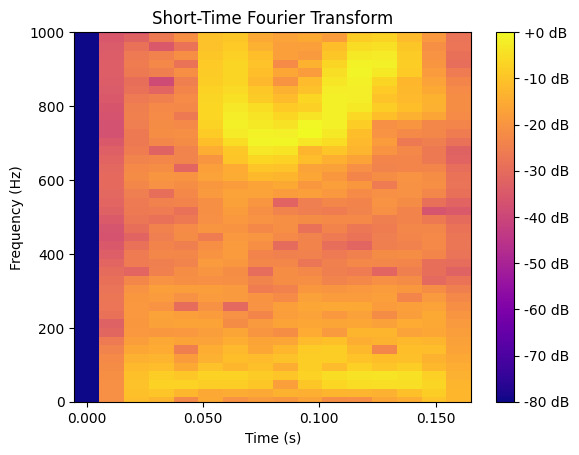 Short-Time Fourier Transform
Frequency (Hz)
1000
800
600
400
200
0
0.000
0.050
0.100
0.150
Time (s)
+0 dB
-10 dB
-20 dB
-30 dB
-40 dB
-50 dB
-60 dB
-70 dB
-80 dB